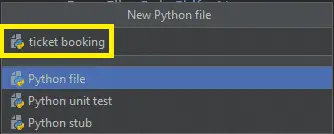 New Python file
ticket booking
Python file
Python unit test
Python stub